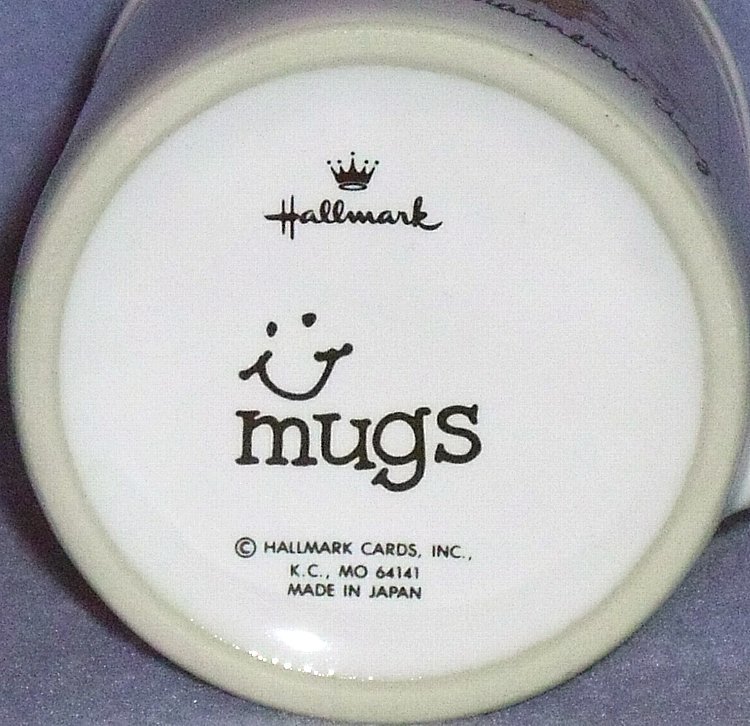 Hallmark
mugs
© HALLMARK CARDS, INC.,
K.C., MO 64141
MADE IN JAPAN